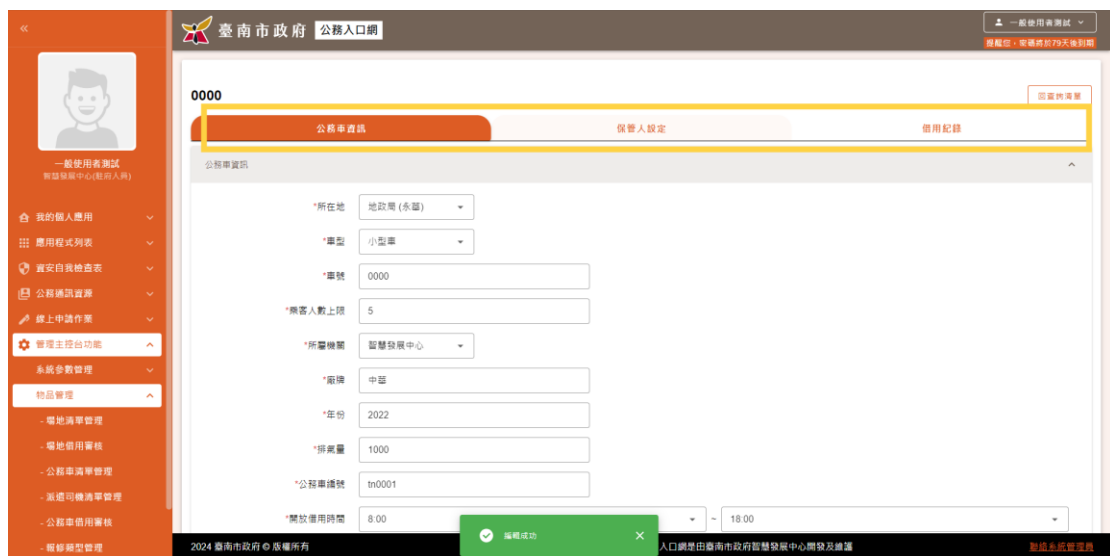 «
臺南市政府 公務入口網
一般使用者測試
提醒您，密碼將於79天後到期
一般使用者測試
智慧發展中心(駐府人員)
我的個人應用
應用程式列表
資安自我檢查表
公務通訊資源
線上申請作業
管理主控台功能
系統參數管理
物品管理
- 場地清單管理
- 場地借用審核
- 公務車清單管理
- 派遣司機清單管理
- 公務車借用審核
- 報修類型管理
0000
回查詢清單
公務車資訊
保管人設定
借用紀錄
公務車資訊
*所在地 地政局 (永華)
*車型 小型車
*車號 0000
*乘客人數上限 5
*所屬機關 智慧發展中心
*廠牌 中華
*年份 2022
*排氣量 1000
*公務車編號 tn0001
*開放借用時間 8:00 ~ 18:00
編輯成功 ×
2024 臺南市政府 © 版權所有
人口網是由臺南市政府智慧發展中心開發及維護
聯絡系統管理員